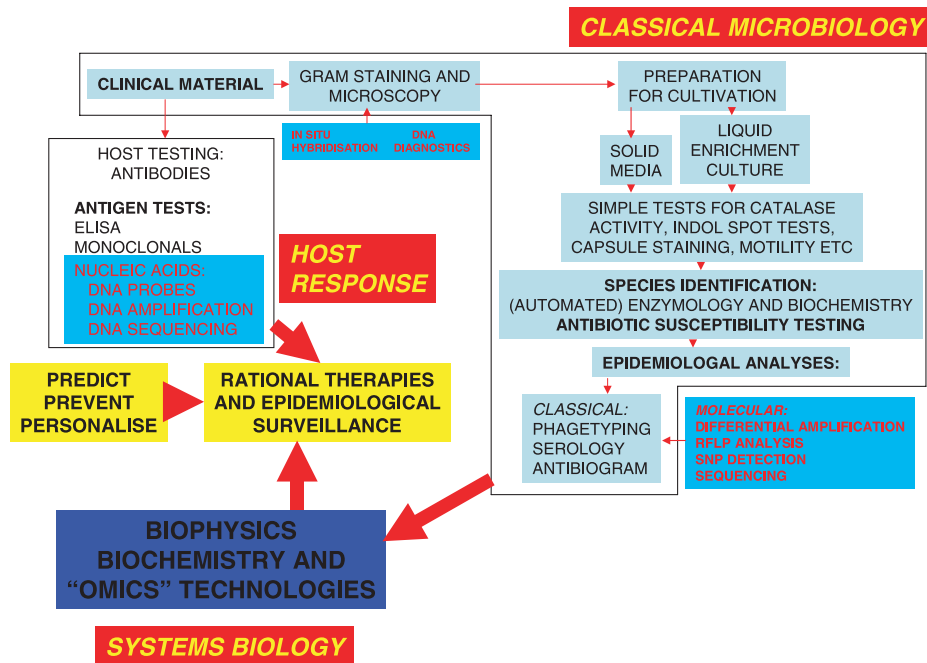 CLASSICAL MICROBIOLOGY
CLINICAL MATERIAL
GRAM STAINING AND
MICROSCOPY
PREPARATION
FOR CULTIVATION
IN SITU
HYBRIDISATION
DNA
DIAGNOSTICS
SOLID
MEDIA
LIQUID
ENRICHMENT
CULTURE
HOST TESTING:
ANTIBODIES
ANTIGEN TESTS:
ELISA
MONOCLONALS
NUCLEIC ACIDS:
DNA PROBES
DNA AMPLIFICATION
DNA SEQUENCING
HOST
RESPONSE
SIMPLE TESTS FOR CATALASE
ACTIVITY, INDOL SPOT TESTS,
CAPSULE STAINING, MOTILITY ETC
SPECIES IDENTIFICATION:
(AUTOMATED) ENZYMOLOGY AND BIOCHEMISTRY
ANTIBIOTIC SUSCEPTIBILITY TESTING
EPIDEMIOLOGAL ANALYSES:
PREDICT
PREVENT
PERSONALISE
RATIONAL THERAPIES
AND EPIDEMIOLOGICAL
SURVEILLANCE
CLASSICAL:
PHAGETYPING
SEROLOGY
ANTIBIOGRAM
MOLECULAR:
DIFFERENTIAL AMPLIFICATION
RFLP ANALYSIS
SNP DETECTION
SEQUENCING
BIOPHYSICS
BIOCHEMISTRY AND
“OMICS” TECHNOLOGIES
SYSTEMS BIOLOGY